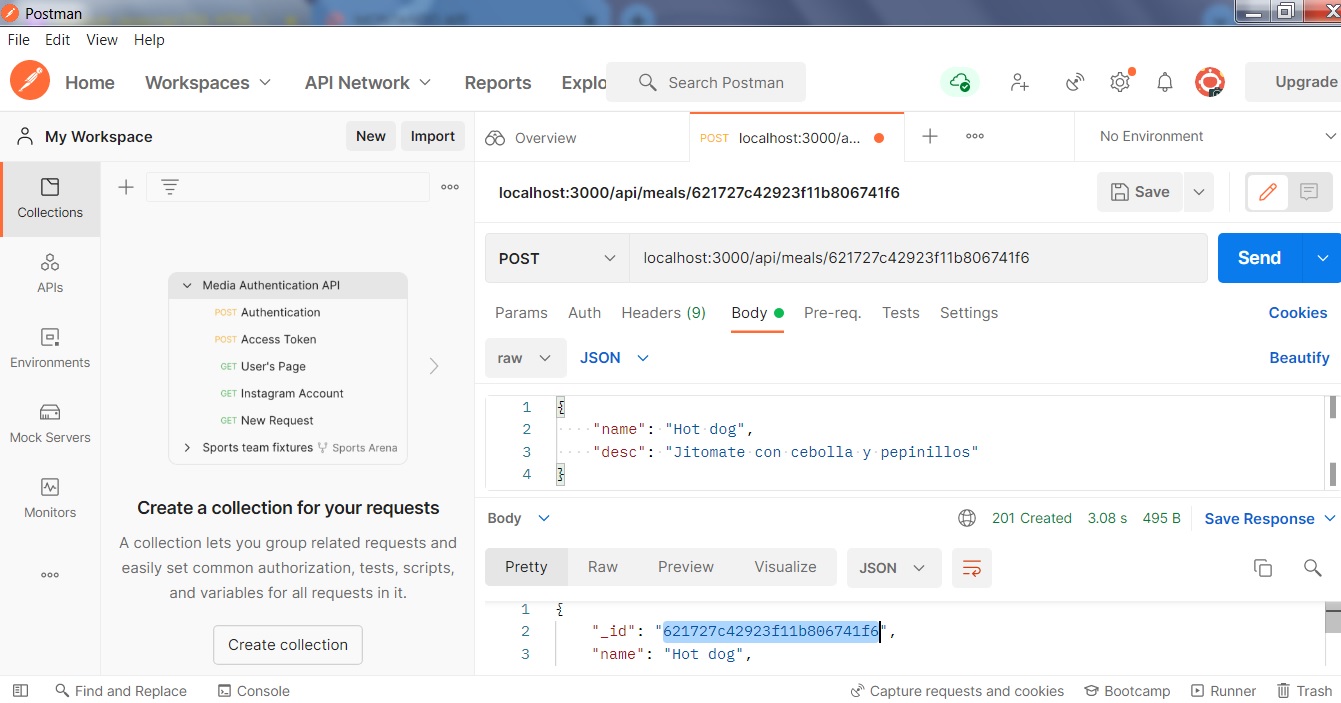 Postman
File Edit View Help
Home Workspaces API Network Reports Explo Search Postman Upgrade
My Workspace New Import
Overview POST localhost:3000/a... No Environment
Collections
APIs
Environments
Mock Servers
Monitors
Media Authentication API
POST Authentication
POST Access Token
GET User's Page
GET Instagram Account
GET New Request
Sports team fixtures Sports Arena
Create a collection for your requests
A collection lets you group related requests and
easily set common authorization, tests, scripts,
and variables for all requests in it.
Create collection
localhost:3000/api/meals/621727c42923f11b806741f6 Save
POST localhost:3000/api/meals/621727c42923f11b806741f6 Send
Params Auth Headers (9) Body Pre-req. Tests Settings Cookies
raw JSON Beautify
1 {
2 "name": "Hot dog",
3 "desc": "Jitomate con cebolla y pepinillos"
4 }
Body 201 Created 3.08 s 495 B Save Response
Pretty Raw Preview Visualize JSON
1 {
2 "_id": "621727c42923f11b806741f6",
3 "name": "Hot dog",
Find and Replace Console Capture requests and cookies Bootcamp Runner Trash